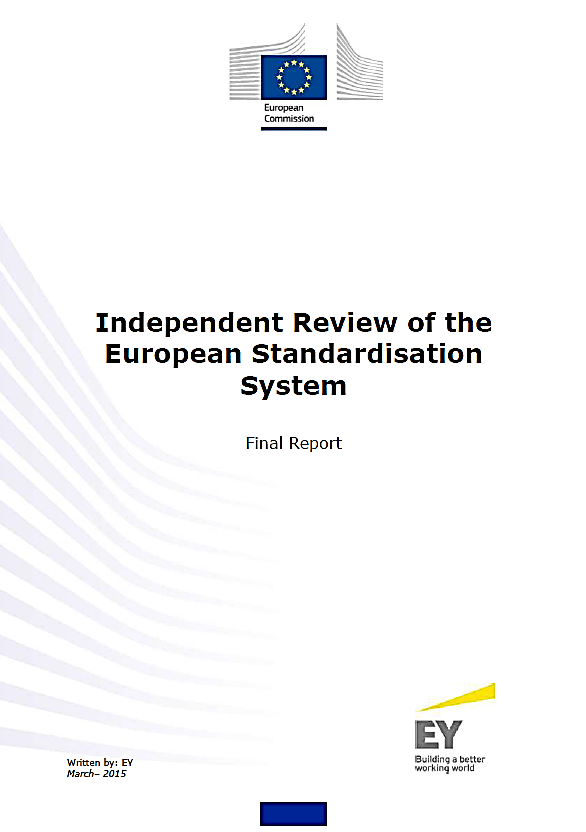 European
Commission
Independent Review of the
European Standardisation
System
Final Report
EY
Building a better
working world
Written by: EY
March– 2015